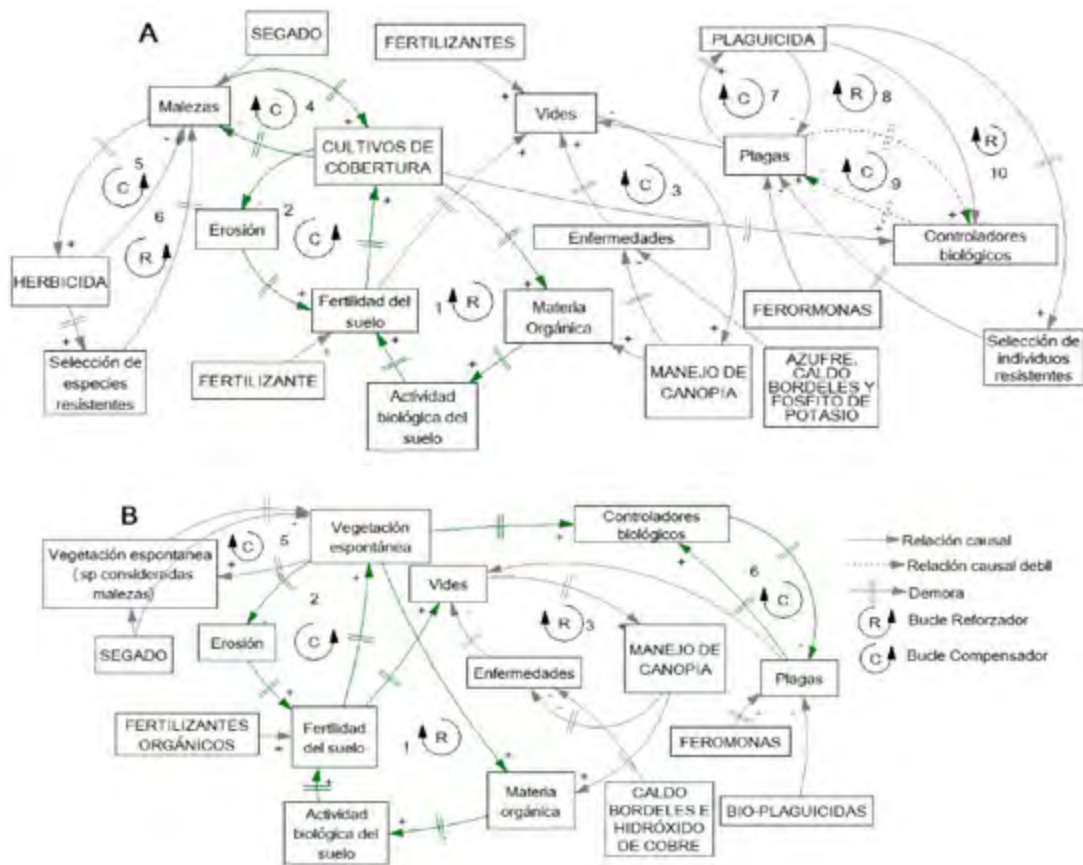 A
SEGADO
FERTILIZANTES
PLAGUICIDA
Malezas
C 4
Vides
C 7
R 8
CULTIVOS DE
COBERTURA
Plagas
R
10
5
C
C 3
C 9
6
R
Erosión
2
C
Enfermedades
Controladores
biológicos
HERBICIDA
Fertilidad del
suelo
1 R
Materia
Orgánica
FERORMONAS
Selección de
especies
resistentes
FERTILIZANTE
Actividad
biológica del
suelo
MANEJO DE
CANOPIA
AZUFRE,
CALDO
BORDELES Y
FOSFITO DE
POTASIO
Selección de
individuos
resistentes
B
Vegetación
espontánea
Controladores
biológicos
Vegetación espontanea
( sp consideradas
malezas)
C 5
Vides
6
C
Relación causal
Relación causal debil
Demora
R Bucle Reforzador
C Bucle Compensador
2
C
R 3
SEGADO
Erosión
Enfermedades
MANEJO DE
CANOPIA
Plagas
FERTILIZANTES
ORGÁNICOS
Fertilidad
del suelo
1 R
FEROMONAS
Actividad
biológica del
suelo
Materia
orgánica
CALDO
BORDELES E
HIDRÓXIDO
DE COBRE
BIO-PLAGUICIDAS